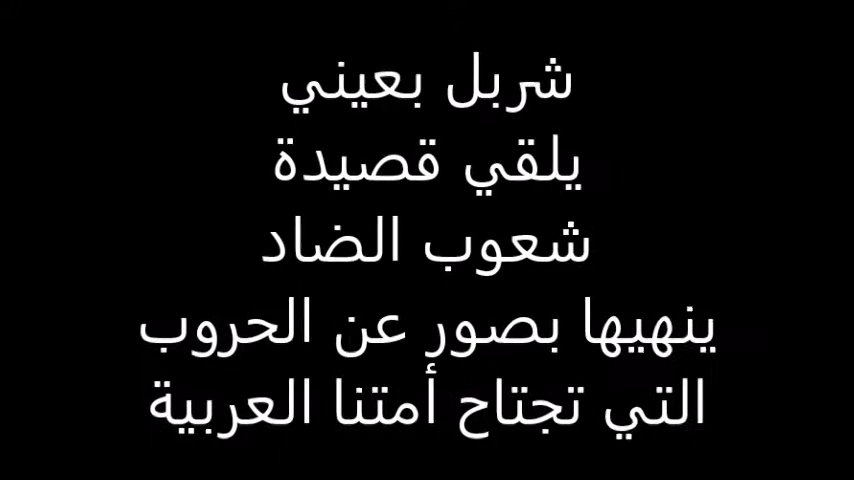 شربل بعيني
يلقي قصيدة
شعوب الضاد
ينهيها بصور عن الحروب
التي تجتاح أمتنا العربية